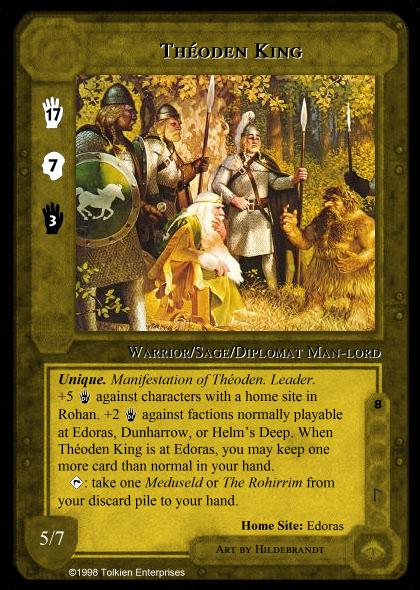 Théoden King
17
7
3
Warrior/Sage/Diplomat Man-lord
Unique. Manifestation of Théoden. Leader.
+5 against characters with a home site in
Rohan. +2 against factions normally playable
at Edoras, Dunharrow, or Helm's Deep. When
Théoden King is at Edoras, you may keep one
more card than normal in your hand.
: take one Meduseld or The Rohirrim from
your discard pile to your hand.
8
Home Site: Edoras
5/7
Art by Hildebrandt
©1998 Tolkien Enterprises